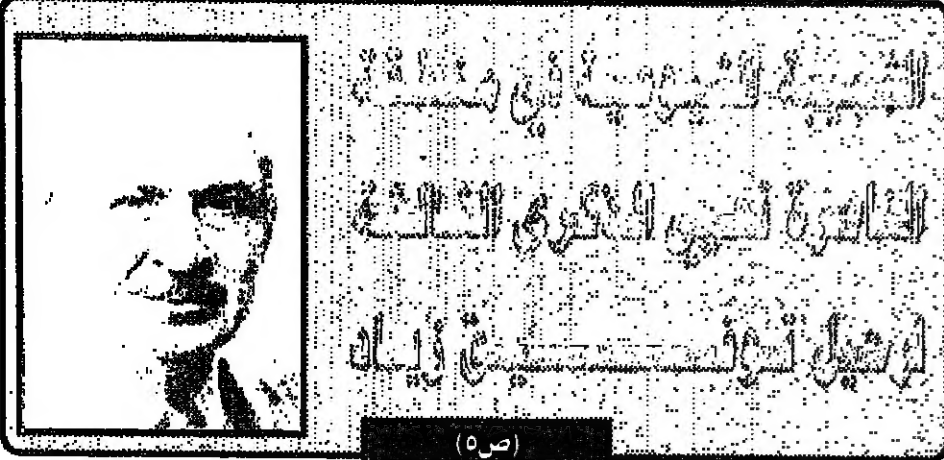 الشبيبة الشيوعية في منطقة
الناصرة تحيي الذكرى الثالثة
لرحيل توفيق زياد
(ص٥)